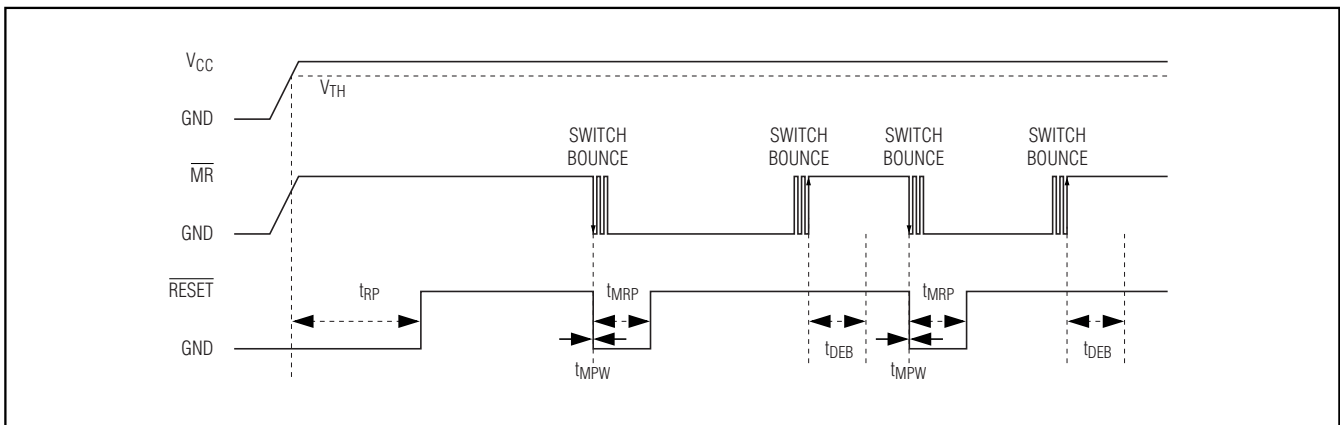 VCC
VTH
GND
SWITCH BOUNCE
SWITCH BOUNCE
SWITCH BOUNCE
SWITCH BOUNCE
MR
GND
RESET
tRP
tMRP
tMRP
GND
tDEB
tDEB
tMPW
tMPW